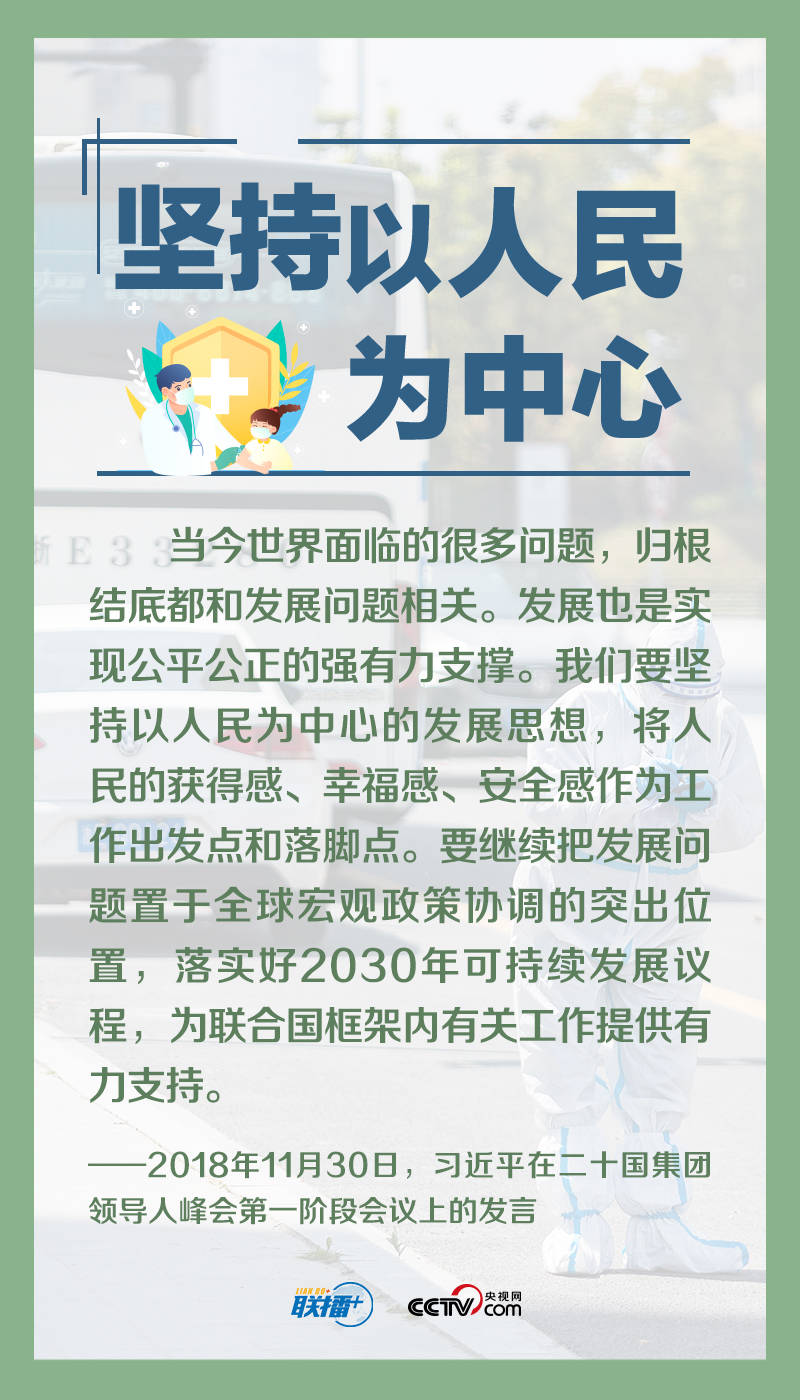 坚持以人民
为中心
当今世界面临的很多问题，归根
结底都和发展问题相关。发展也是实
现公平公正的强有力支撑。我们要坚
持以人民为中心的发展思想，将人
民的获得感、幸福感、安全感作为工
作出发点和落脚点。要继续把发展问
题置于全球宏观政策协调的突出位
置，落实好2030年可持续发展议
程，为联合国框架内有关工作提供有
力支持。
——2018年11月30日，习近平在二十国集团
领导人峰会第一阶段会议上的发言
LIAN BO+
联播+
CCTV.com 央视网